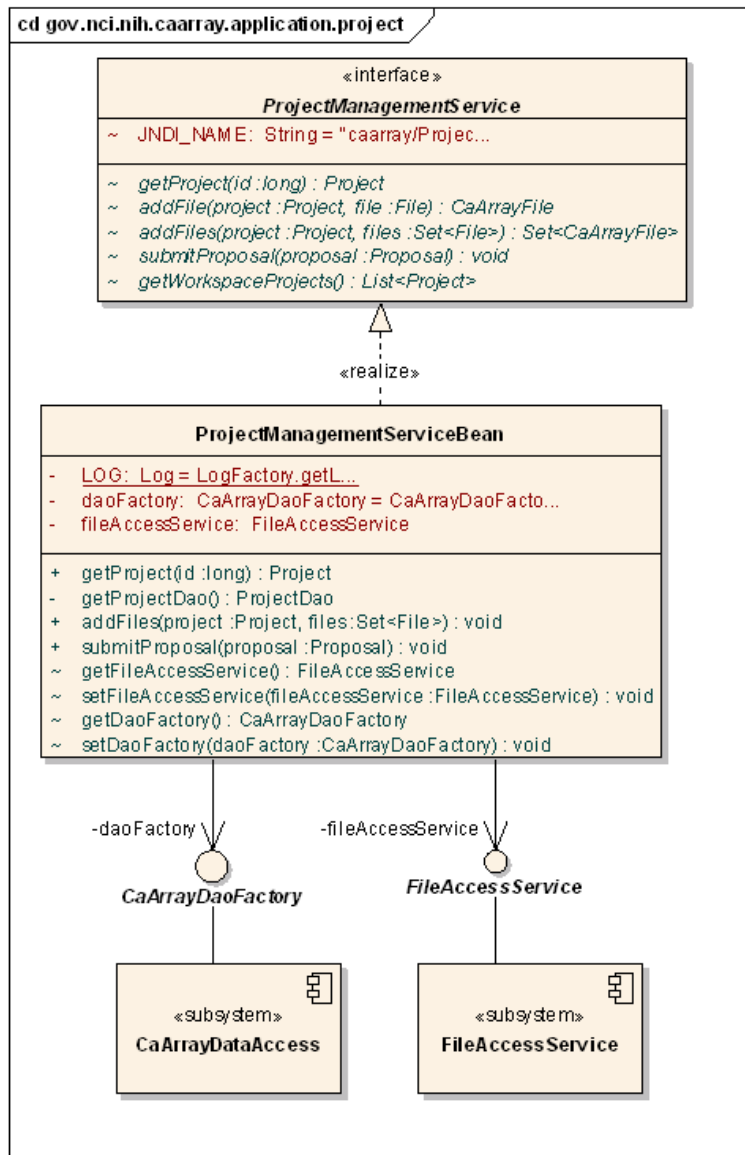 cd gov.nci.nih.caarray.application.project
«interface»
ProjectManagementService
~ JNDI_NAME: String = "caarray/Projec...
~ getProject(id :long) : Project
~ addFile(project :Project, file :File) : CaArrayFile
~ addFiles(project :Project, files :Set<File>) : Set<CaArrayFile>
~ submitProposal(proposal :Proposal) : void
~ getWorkspaceProjects() : List<Project>
«realize»
ProjectManagementServiceBean
- LOG: Log = LogFactory.getL...
- daoFactory: CaArrayDaoFactory = CaArrayDaoFacto...
- fileAccessService: FileAccessService
+ getProject(id :long) : Project
- getProjectDao() : ProjectDao
+ addFiles(project :Project, files :Set<File>) : void
+ submitProposal(proposal :Proposal) : void
~ getFileAccessService() : FileAccessService
~ setFileAccessService(fileAccessService :FileAccessService) : void
~ getDaoFactory() : CaArrayDaoFactory
~ setDaoFactory(daoFactory :CaArrayDaoFactory) : void
-daoFactory
-fileAccessService
CaArrayDaoFactory
FileAccessService
«subsystem»
CaArrayDataAccess
«subsystem»
FileAccessService